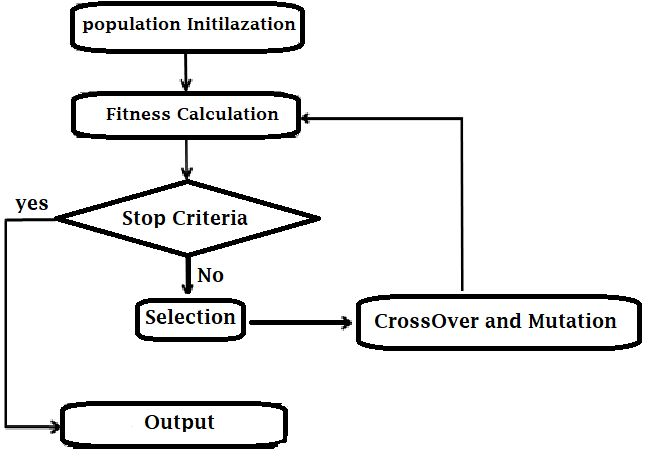 population Initilazation
Fitness Calculation
yes
Stop Criteria
No
Selection
CrossOver and Mutation
Output